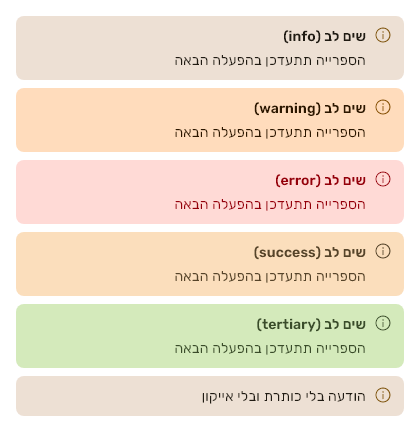 שים לב (info)
הספרייה תתעדכן בהפעלה הבאה
שים לב (warning)
הספרייה תתעדכן בהפעלה הבאה
שים לב (error)
הספרייה תתעדכן בהפעלה הבאה
שים לב (success)
הספרייה תתעדכן בהפעלה הבאה
שים לב (tertiary)
הספרייה תתעדכן בהפעלה הבאה
הודעה בלי כותרת ובלי אייקון